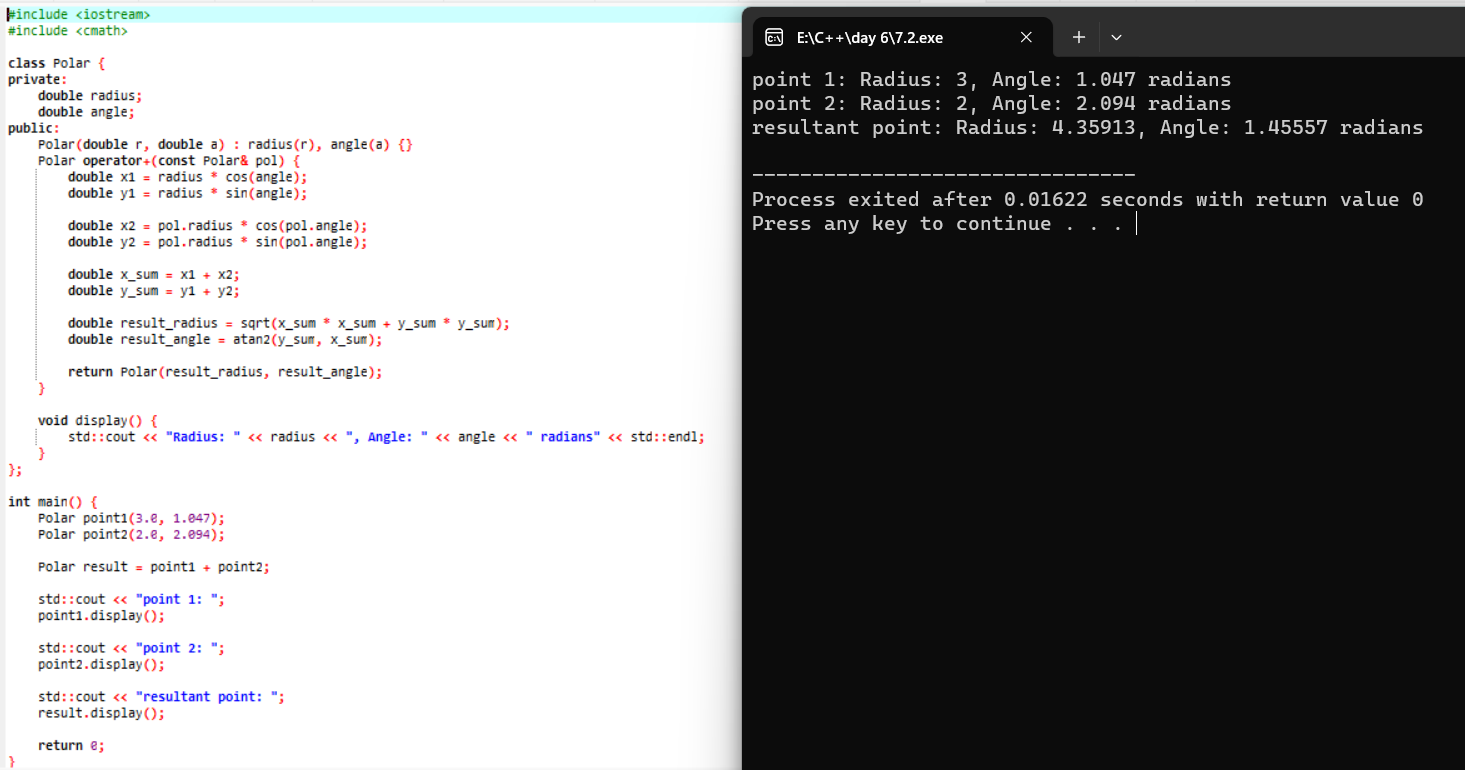 #include <iostream>
#include <cmath>

class Polar {
private:
    double radius;
    double angle;
public:
    Polar(double r, double a) : radius(r), angle(a) {}
    Polar operator+(const Polar& pol) {
        double x1 = radius * cos(angle);
        double y1 = radius * sin(angle);

        double x2 = pol.radius * cos(pol.angle);
        double y2 = pol.radius * sin(pol.angle);

        double x_sum = x1 + x2;
        double y_sum = y1 + y2;

        double result_radius = sqrt(x_sum * x_sum + y_sum * y_sum);
        double result_angle = atan2(y_sum, x_sum);

        return Polar(result_radius, result_angle);
    }

    void display() {
        std::cout << "Radius: " << radius << ", Angle: " << angle << " radians" << std::endl;
    }
};

int main() {
    Polar point1(3.0, 1.047);
    Polar point2(2.0, 2.094);

    Polar result = point1 + point2;

    std::cout << "point 1: ";
    point1.display();

    std::cout << "point 2: ";
    point2.display();

    std::cout << "resultant point: ";
    result.display();

    return 0;
}
E:\C++\day 6\7.2.exe
point 1: Radius: 3, Angle: 1.047 radians
point 2: Radius: 2, Angle: 2.094 radians
resultant point: Radius: 4.35913, Angle: 1.45557 radians

--------------------------------
Process exited after 0.01622 seconds with return value 0
Press any key to continue . . .